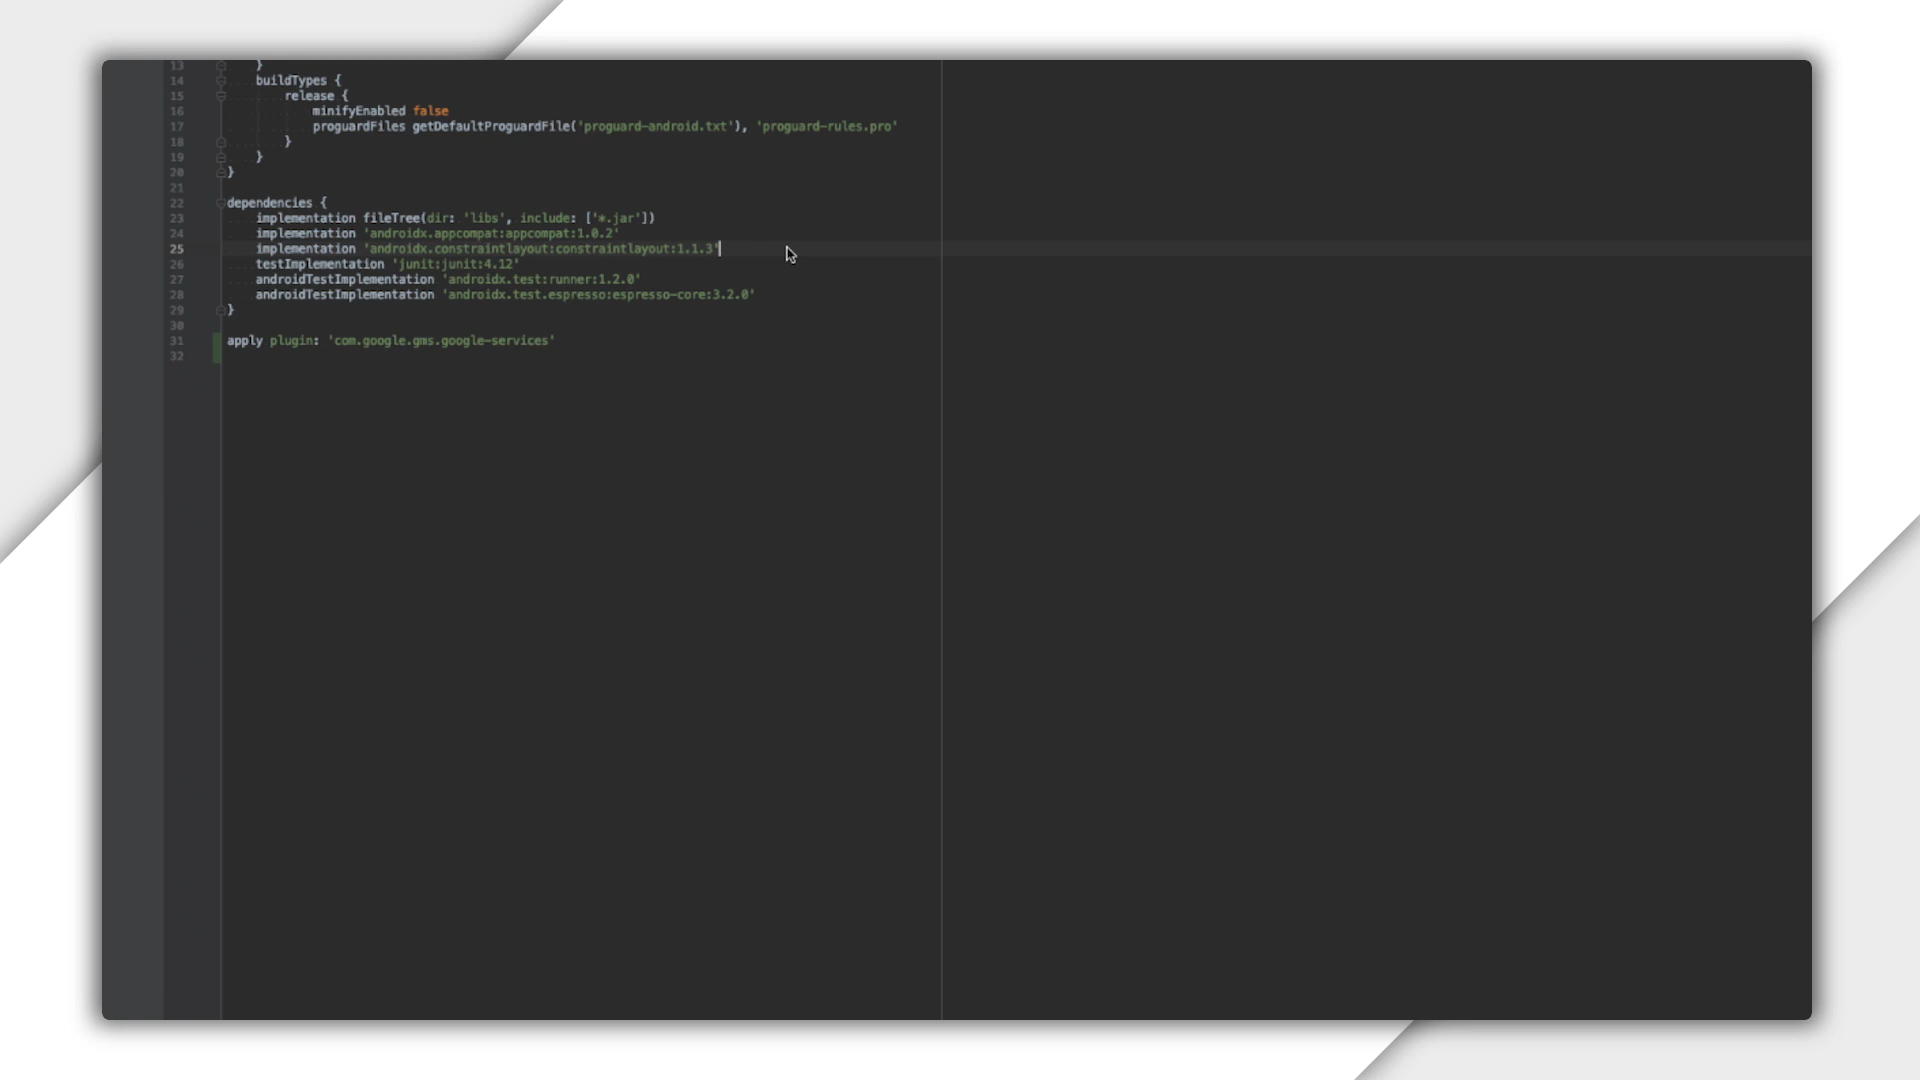 13 }
14 buildTypes {
15 release {
16 minifyEnabled false
17 proguardFiles getDefaultProguardFile('proguard-android.txt'), 'proguard-rules.pro'
18 }
19 }
20 }
21
22 dependencies {
23 implementation fileTree(dir: 'libs', include: ['*.jar'])
24 implementation 'androidx.appcompat:appcompat:1.0.2'
25 implementation 'androidx.constraintlayout:constraintlayout:1.1.3'
26 testImplementation 'junit:junit:4.12'
27 androidTestImplementation 'androidx.test:runner:1.2.0'
28 androidTestImplementation 'androidx.test.espresso:espresso-core:3.2.0'
29 }
30
31 apply plugin: 'com.google.gms.google-services'
32